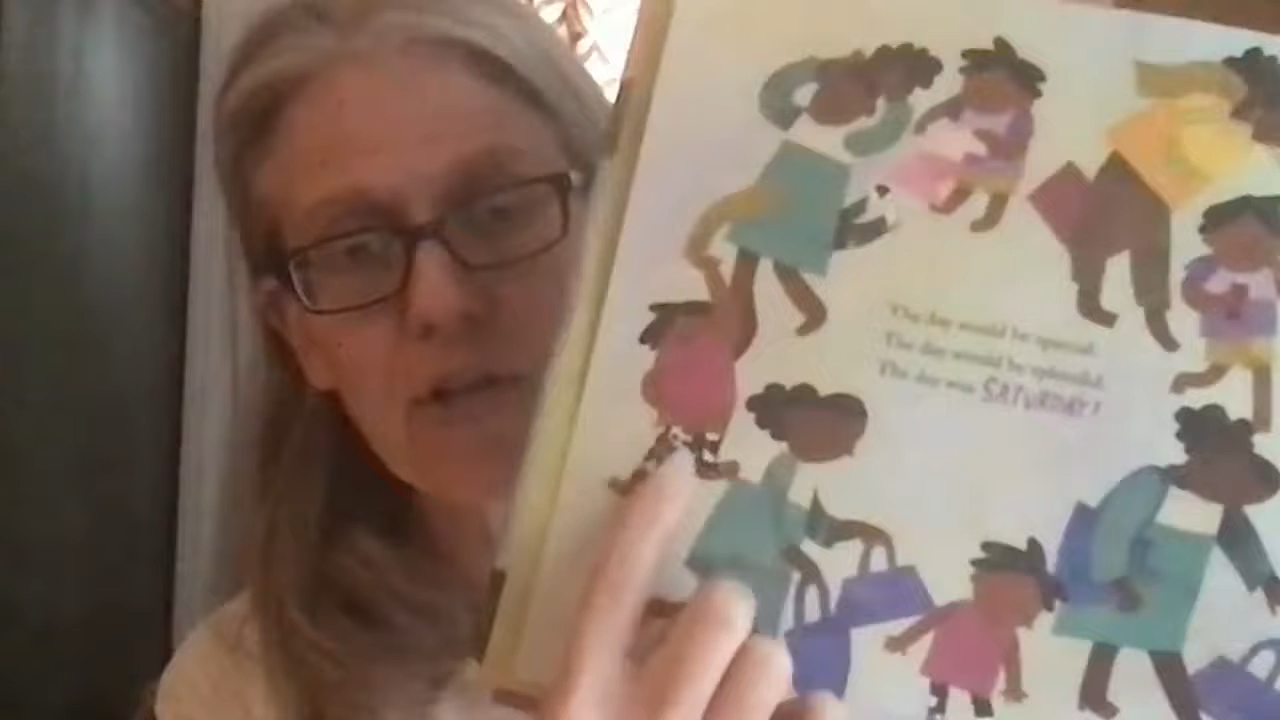 The day would be special.
The day would be splendid.
The day was SATURDAY!